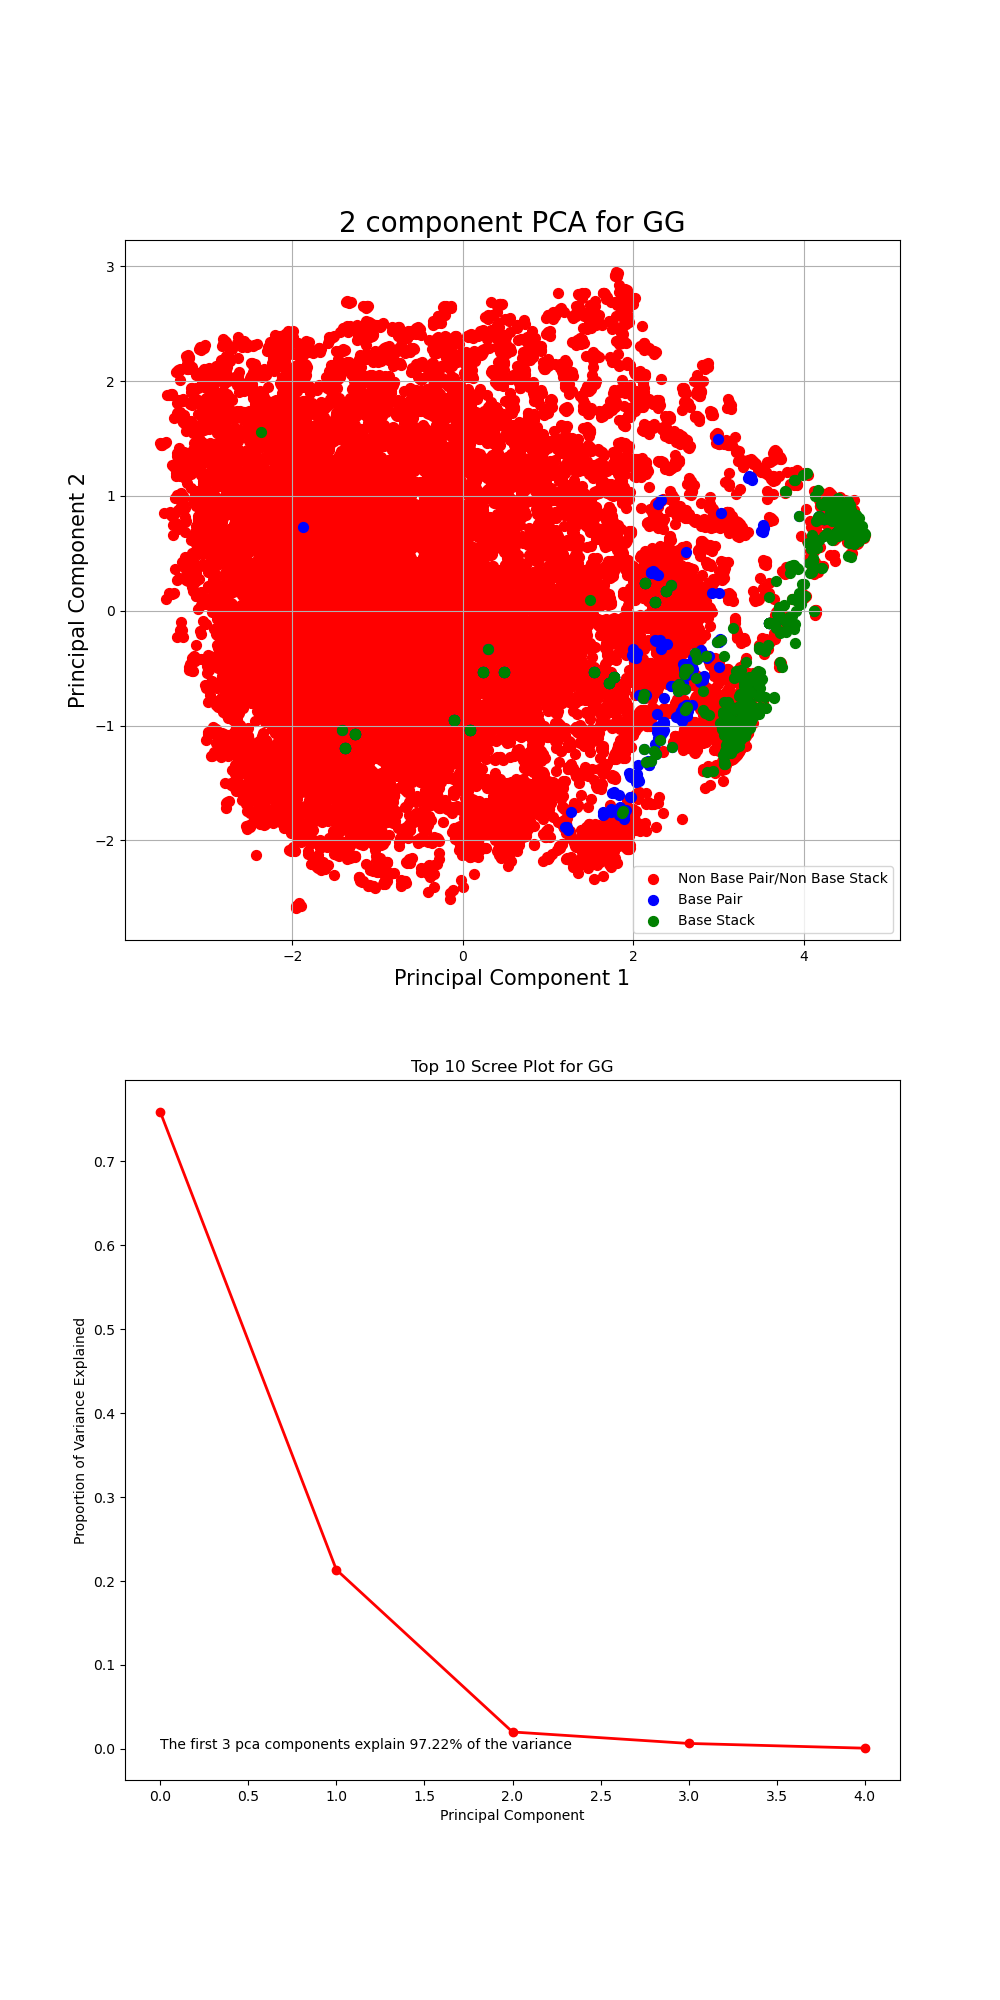 2 component PCA for GG
3
2
1
0
−1
−2
Principal Component 2
Non Base Pair/Non Base Stack
Base Pair
Base Stack
−2 0 2 4
Principal Component 1
Top 10 Scree Plot for GG
0.7
0.6
0.5
0.4
0.3
0.2
0.1
0.0
Proportion of Variance Explained
The first 3 pca components explain 97.22% of the variance
0.0 0.5 1.0 1.5 2.0 2.5 3.0 3.5 4.0
Principal Component